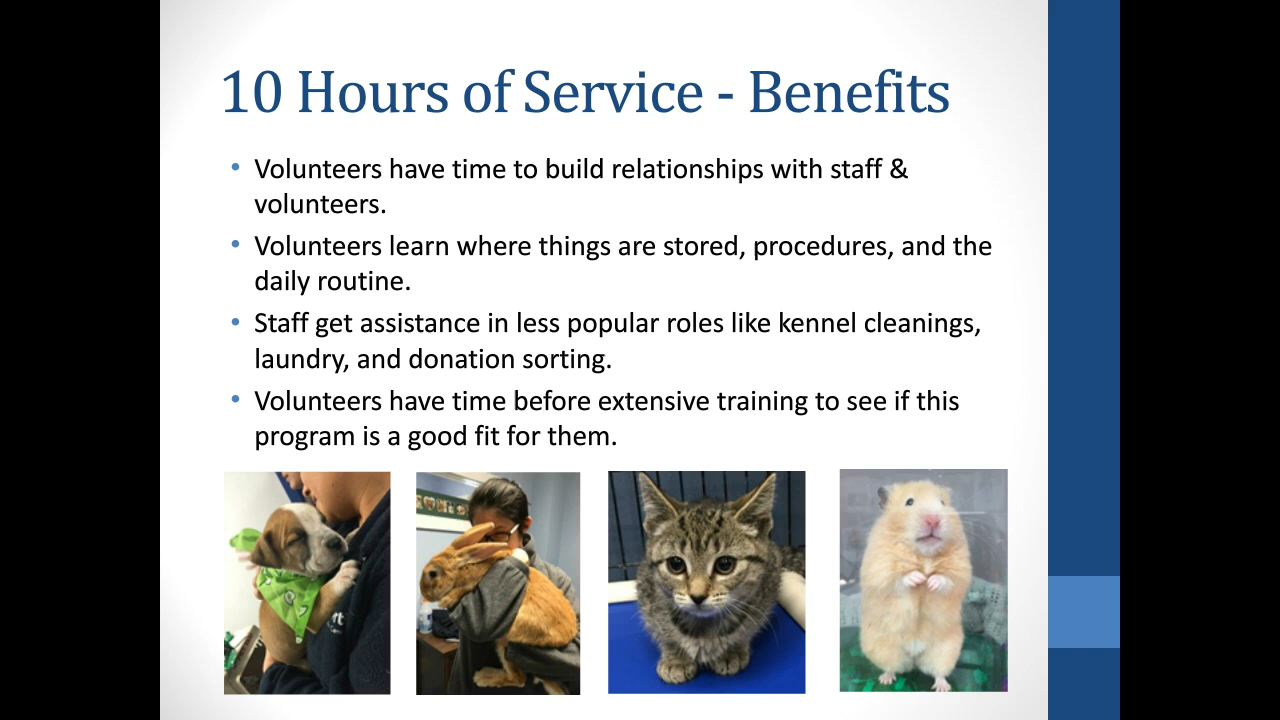 10 Hours of Service - Benefits
• Volunteers have time to build relationships with staff &
volunteers.
• Volunteers learn where things are stored, procedures, and the
daily routine.
• Staff get assistance in less popular roles like kennel cleanings,
laundry, and donation sorting.
• Volunteers have time before extensive training to see if this
program is a good fit for them.